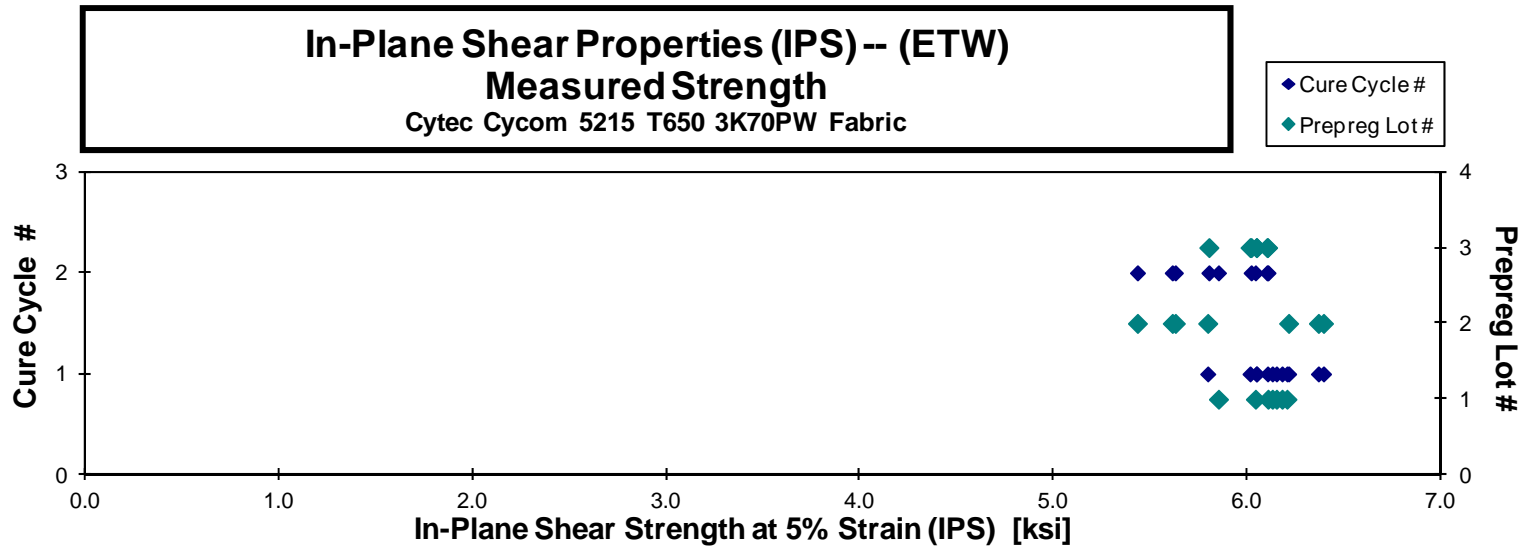 In-Plane Shear Properties (IPS) -- (ETW)
Measured Strength
Cytec Cycom 5215 T650 3K70PW Fabric
Cure Cycle #
Prepreg Lot #
3
2
1
0
Cure Cycle #
4
3
2
1
0
Prepreg Lot #
0.0 1.0 2.0 3.0 4.0 5.0 6.0 7.0
In-Plane Shear Strength at 5% Strain (IPS) [ksi]